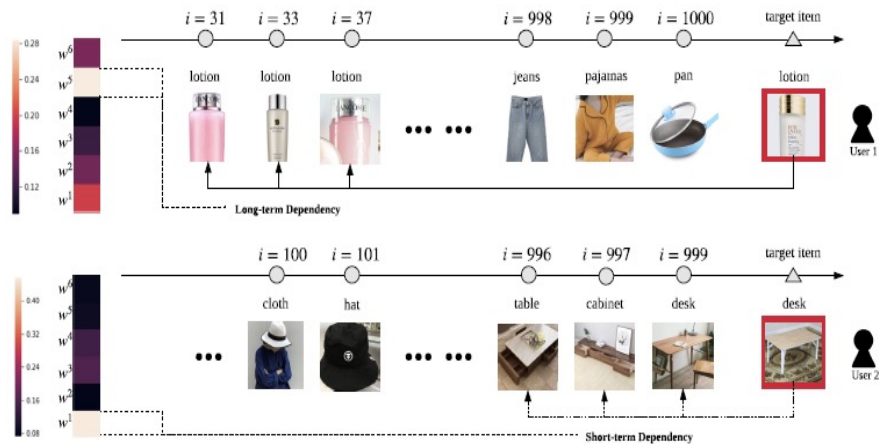 i = 31 i = 33 i = 37 i = 998 i = 999 i = 1000 target item
lotion lotion lotion jeans pajamas pan lotion
0.28
0.24
0.20
0.16
0.12
w⁶
w⁵
w⁴
w³
w²
w¹
LANCOME
User 1
Long-term Dependency
i = 100 i = 101 i = 996 i = 997 i = 999 target item
cloth hat table cabinet desk desk
0.40
0.32
0.24
0.16
0.08
w⁶
w⁵
w⁴
w³
w²
w¹
User 2
Short-term Dependency